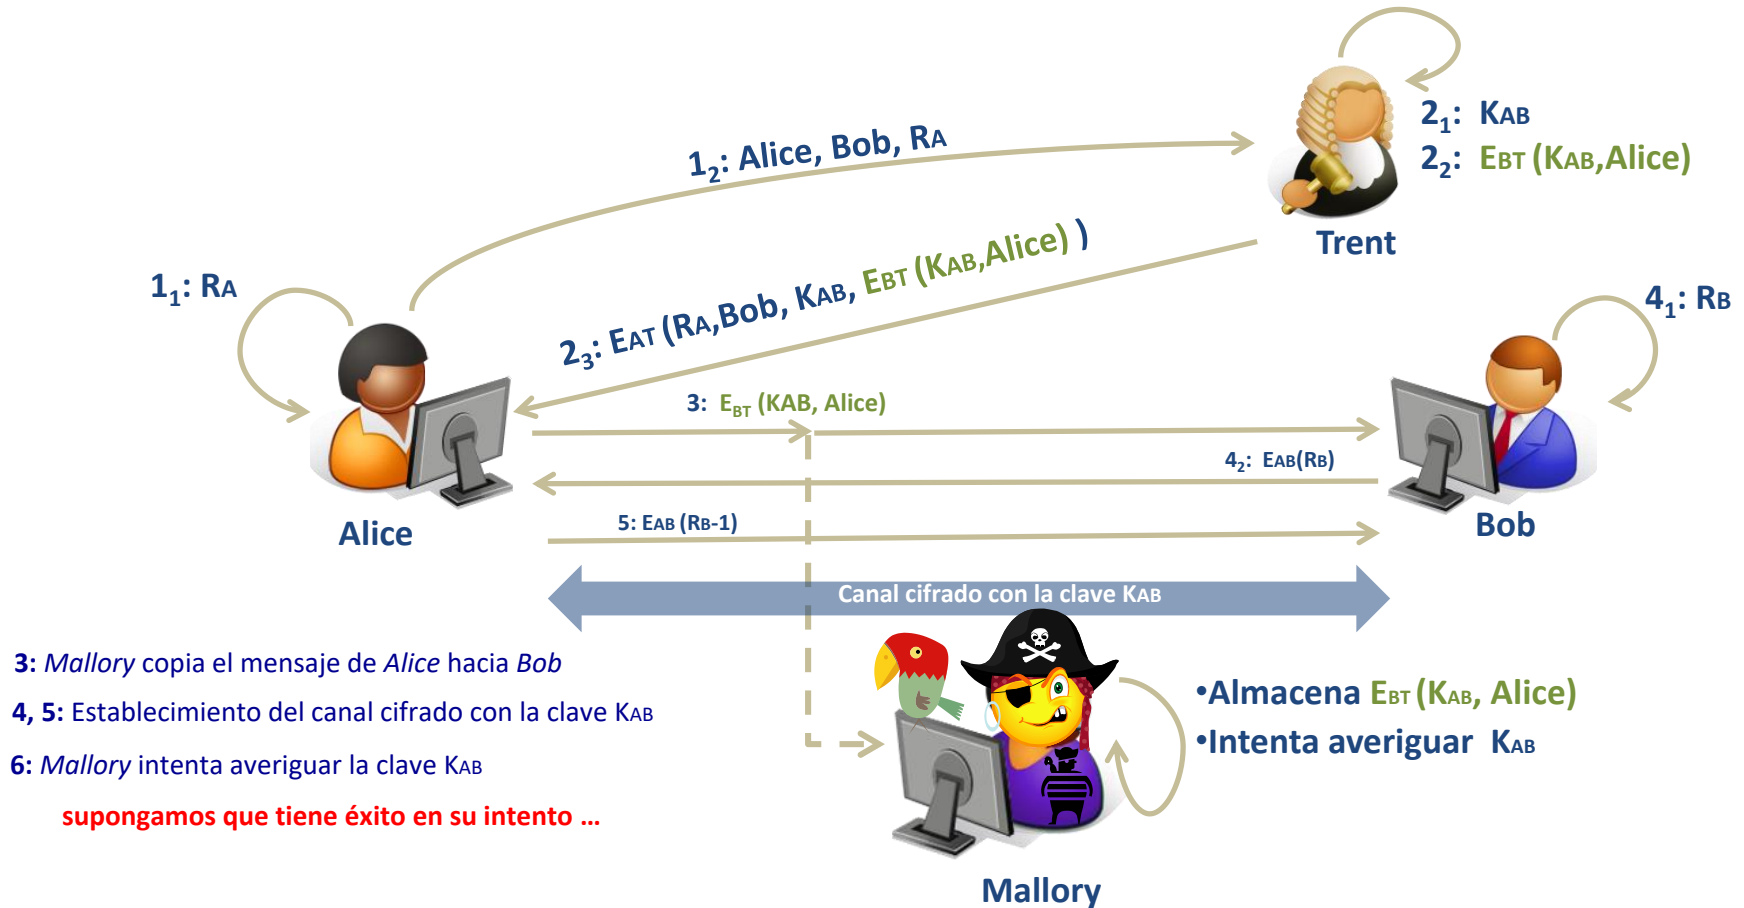 2₁: KAB
2₂: EBT (KAB,Alice)
Trent
1₂: Alice, Bob, RA
2₃: EAT (RA,Bob, KAB, EBT (KAB,Alice) )
1₁: RA
4₁: RB
3: EBT (KAB, Alice)
4₂: EAB(RB)
5: EAB (RB-1)
Alice
Bob
Canal cifrado con la clave KAB
3: Mallory copia el mensaje de Alice hacia Bob
4, 5: Establecimiento del canal cifrado con la clave KAB
6: Mallory intenta averiguar la clave KAB
supongamos que tiene éxito en su intento ...
•Almacena EBT (KAB, Alice)
•Intenta averiguar KAB
Mallory